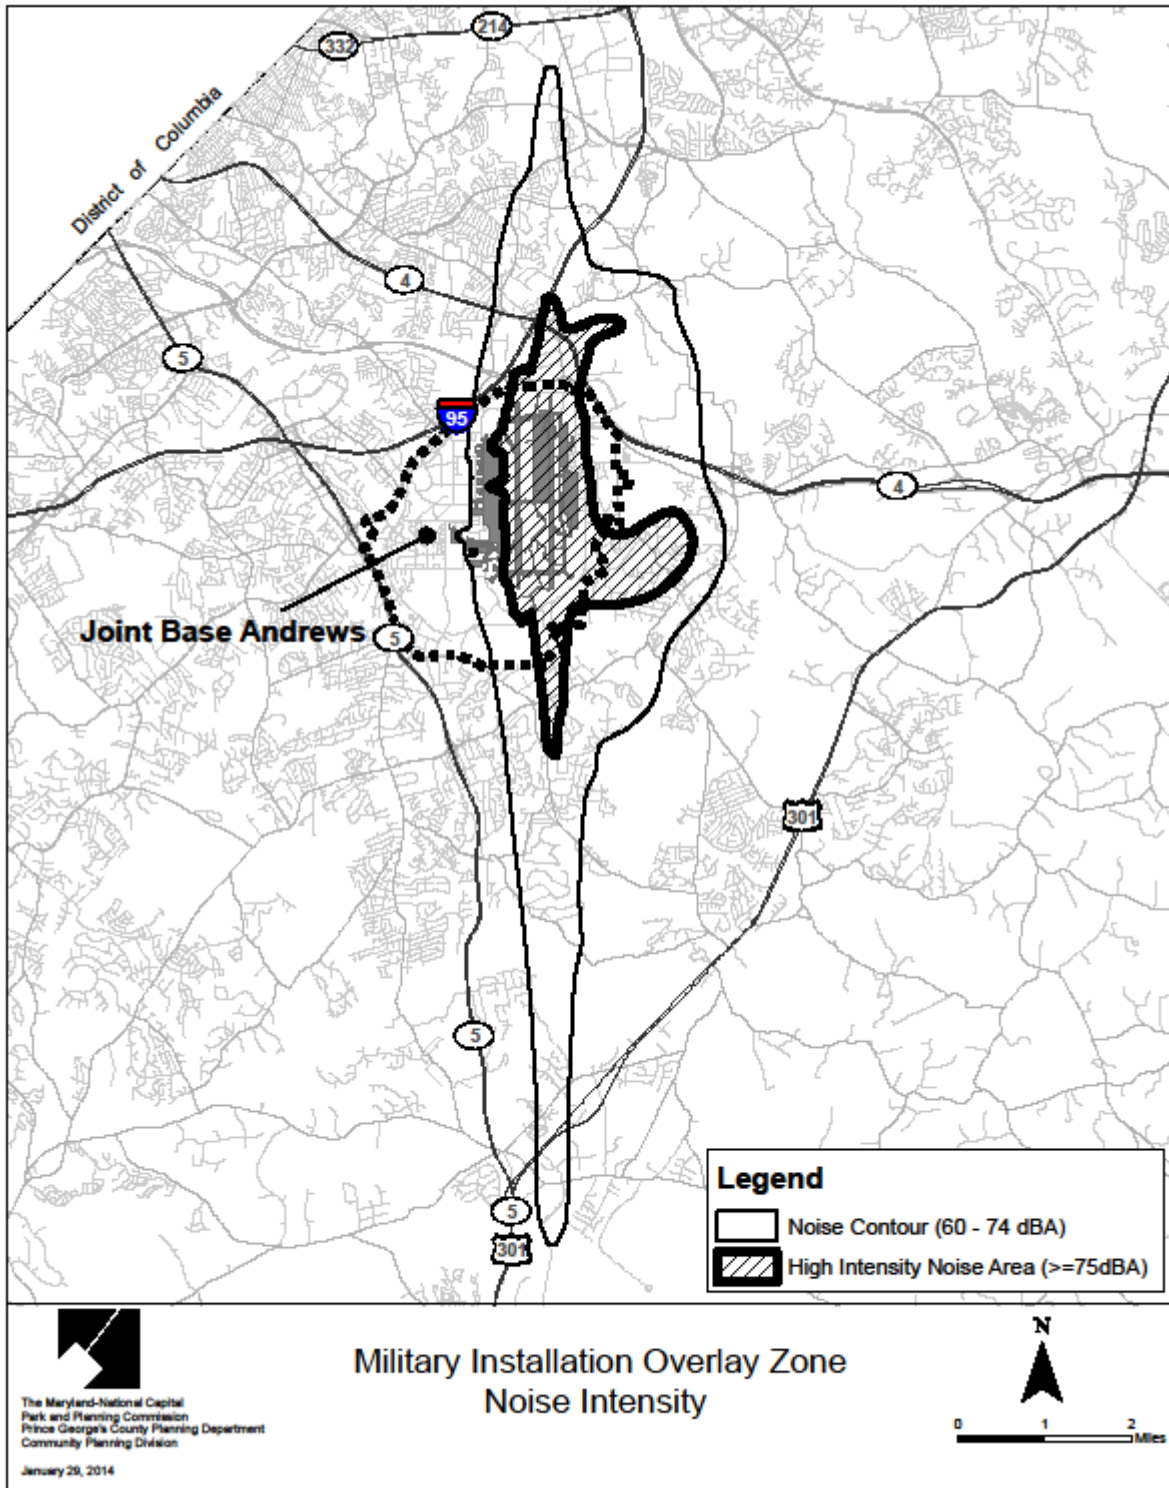 332
214
District of Columbia
4
5
95
4
Joint Base Andrews
5
301
5
5
301
Legend
Noise Contour (60 - 74 dBA)
High Intensity Noise Area (>=75dBA)
The Maryland-National Capital
Park and Planning Commission
Prince George's County Planning Department
Community Planning Division
January 29, 2014
Military Installation Overlay Zone
Noise Intensity
N
0 1 2
Miles